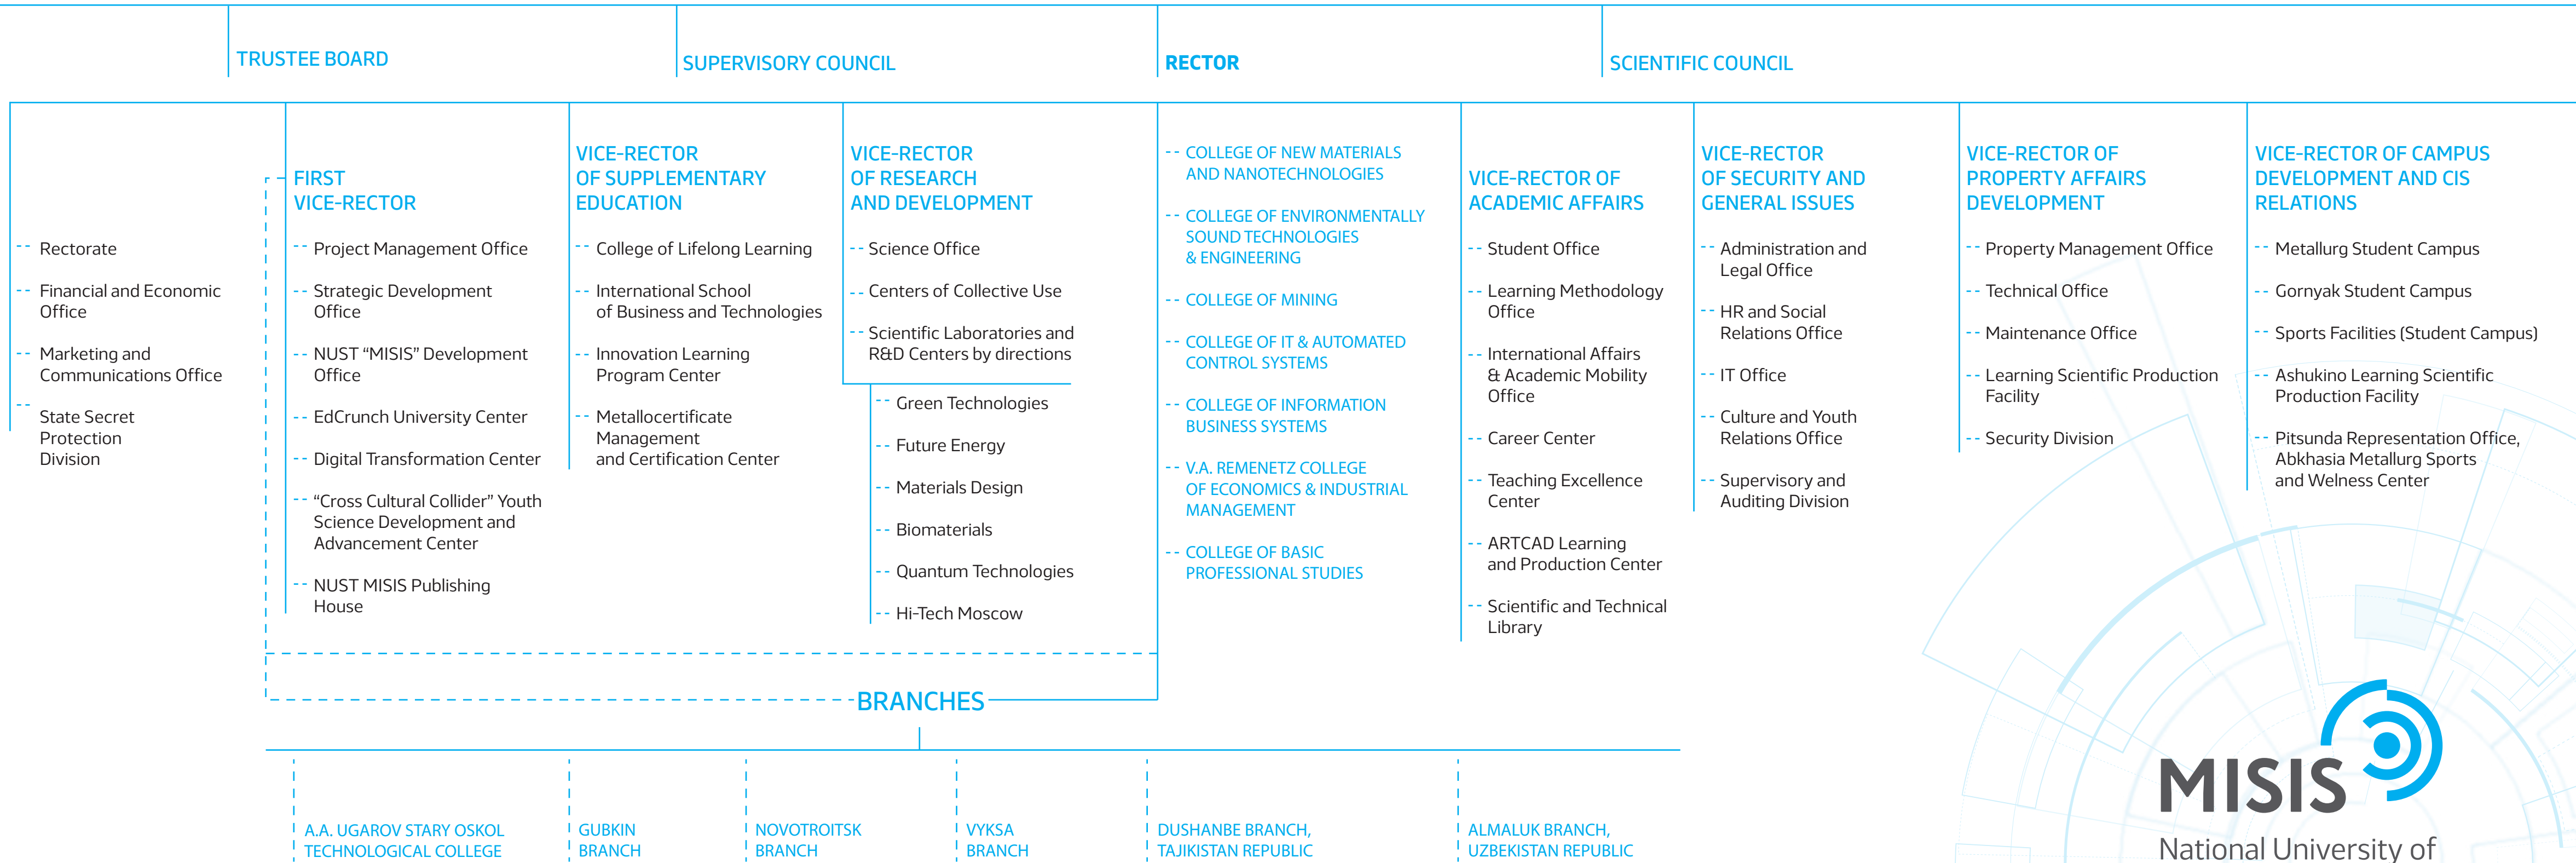 TRUSTEE BOARD
SUPERVISORY COUNCIL
RECTOR
SCIENTIFIC COUNCIL
Rectorate
Financial and Economic
Office
Marketing and
Communications Office
State Secret
Protection
Division
FIRST
VICE-RECTOR
Project Management Office
Strategic Development
Office
NUST “MISIS” Development
Office
EdCrunch University Center
Digital Transformation Center
“Cross Cultural Collider” Youth
Science Development and
Advancement Center
NUST MISIS Publishing
House
VICE-RECTOR
OF SUPPLEMENTARY
EDUCATION
College of Lifelong Learning
International School
of Business and Technologies
Innovation Learning
Program Center
Metallocertificate
Management
and Certification Center
VICE-RECTOR
OF RESEARCH
AND DEVELOPMENT
Science Office
Centers of Collective Use
Scientific Laboratories and
R&D Centers by directions
Green Technologies
Future Energy
Materials Design
Biomaterials
Quantum Technologies
Hi-Tech Moscow
COLLEGE OF NEW MATERIALS
AND NANOTECHNOLOGIES
COLLEGE OF ENVIRONMENTALLY
SOUND TECHNOLOGIES
& ENGINEERING
COLLEGE OF MINING
COLLEGE OF IT & AUTOMATED
CONTROL SYSTEMS
COLLEGE OF INFORMATION
BUSINESS SYSTEMS
V.A. REMENETZ COLLEGE
OF ECONOMICS & INDUSTRIAL
MANAGEMENT
COLLEGE OF BASIC
PROFESSIONAL STUDIES
VICE-RECTOR OF
ACADEMIC AFFAIRS
Student Office
Learning Methodology
Office
International Affairs
& Academic Mobility
Office
Career Center
Teaching Excellence
Center
ARTCAD Learning
and Production Center
Scientific and Technical
Library
VICE-RECTOR
OF SECURITY AND
GENERAL ISSUES
Administration and
Legal Office
HR and Social
Relations Office
IT Office
Culture and Youth
Relations Office
Supervisory and
Auditing Division
VICE-RECTOR OF
PROPERTY AFFAIRS
DEVELOPMENT
Property Management Office
Technical Office
Maintenance Office
Learning Scientific Production
Facility
Security Division
VICE-RECTOR OF CAMPUS
DEVELOPMENT AND CIS
RELATIONS
Metallurg Student Campus
Gornyak Student Campus
Sports Facilities (Student Campus)
Ashukino Learning Scientific
Production Facility
Pitsunda Representation Office,
Abkhasia Metallurg Sports
and Welness Center
BRANCHES
A.A. UGAROV STARY OSKOL
TECHNOLOGICAL COLLEGE
GUBKIN
BRANCH
NOVOTROITSK
BRANCH
VYKSA
BRANCH
DUSHANBE BRANCH,
TAJIKISTAN REPUBLIC
ALMALUK BRANCH,
UZBEKISTAN REPUBLIC
MISIS
National University of